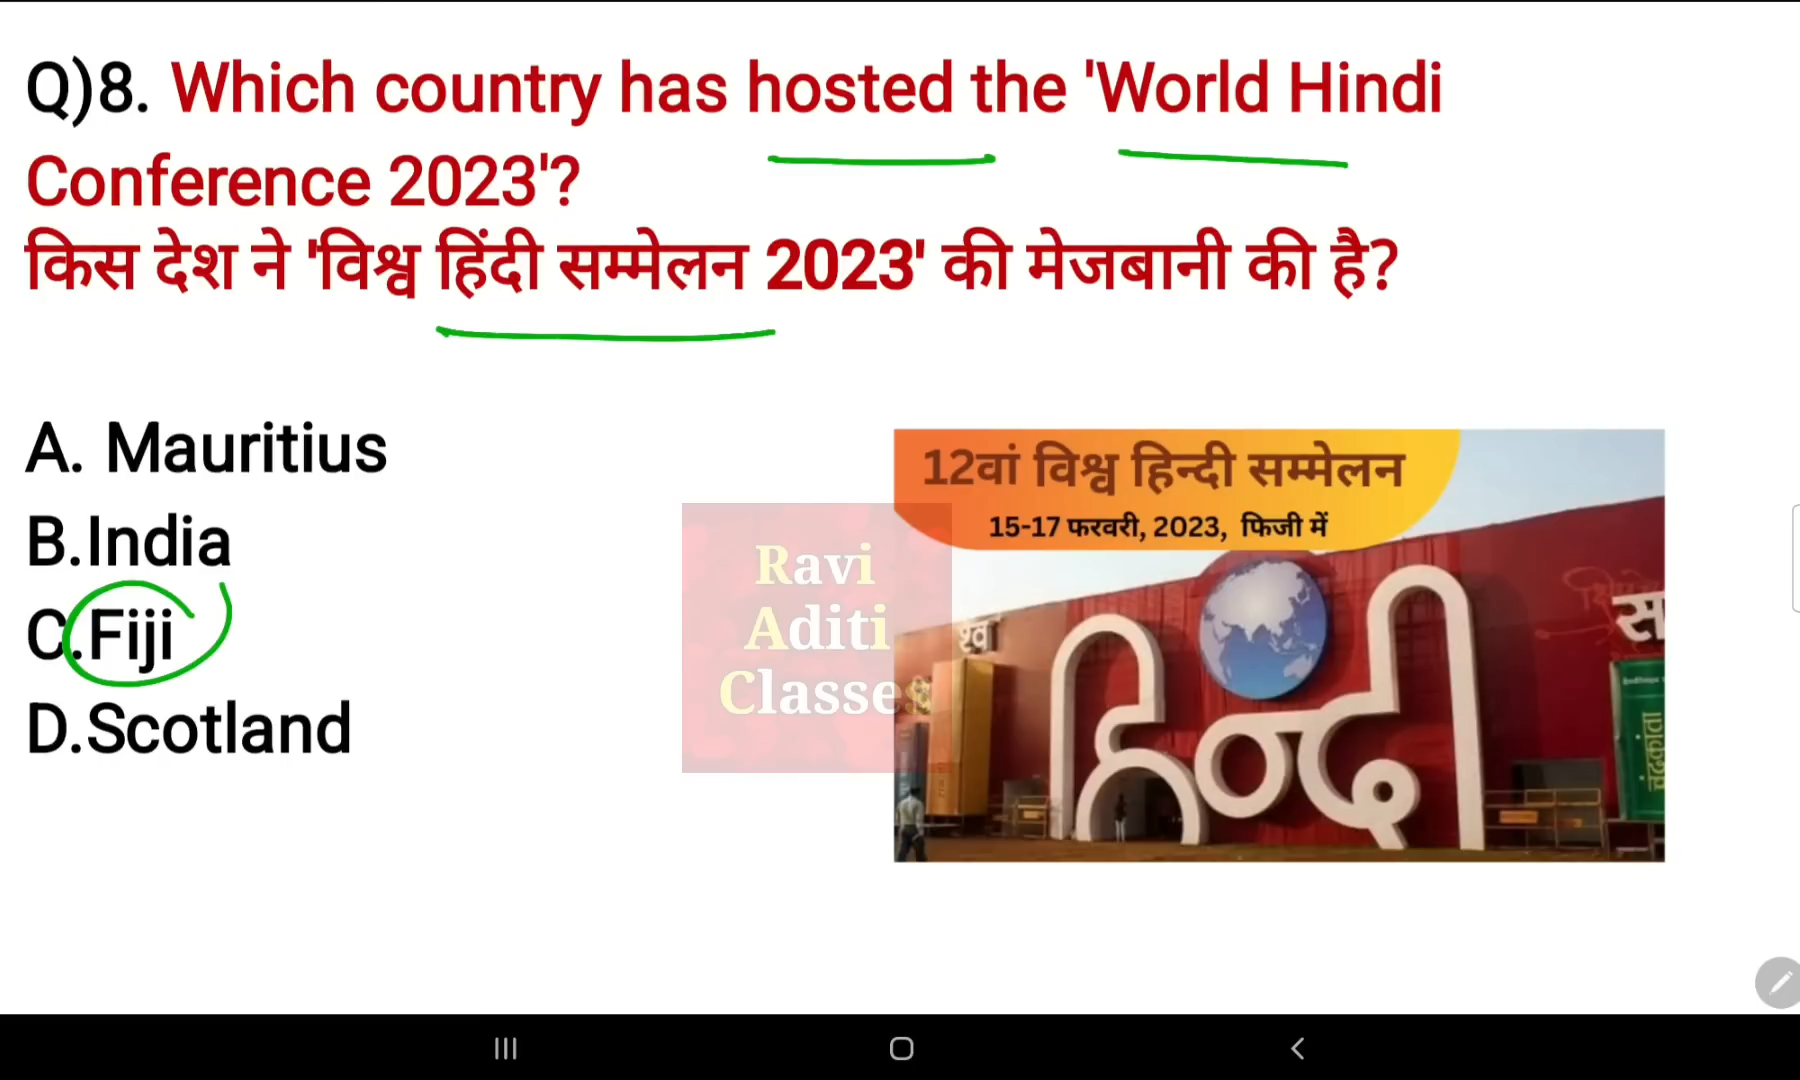 Q)8. Which country has hosted the 'World Hindi
Conference 2023'?
किस देश ने 'विश्व हिंदी सम्मेलन 2023' की मेजबानी की है?
A. Mauritius
B.India
C.Fiji
D.Scotland
Ravi
Aditi
Classes
12वां विश्व हिन्दी सम्मेलन
15-17 फरवरी, 2023, फिजी में
श्व
हिन्दी
स
चंद्रकांता